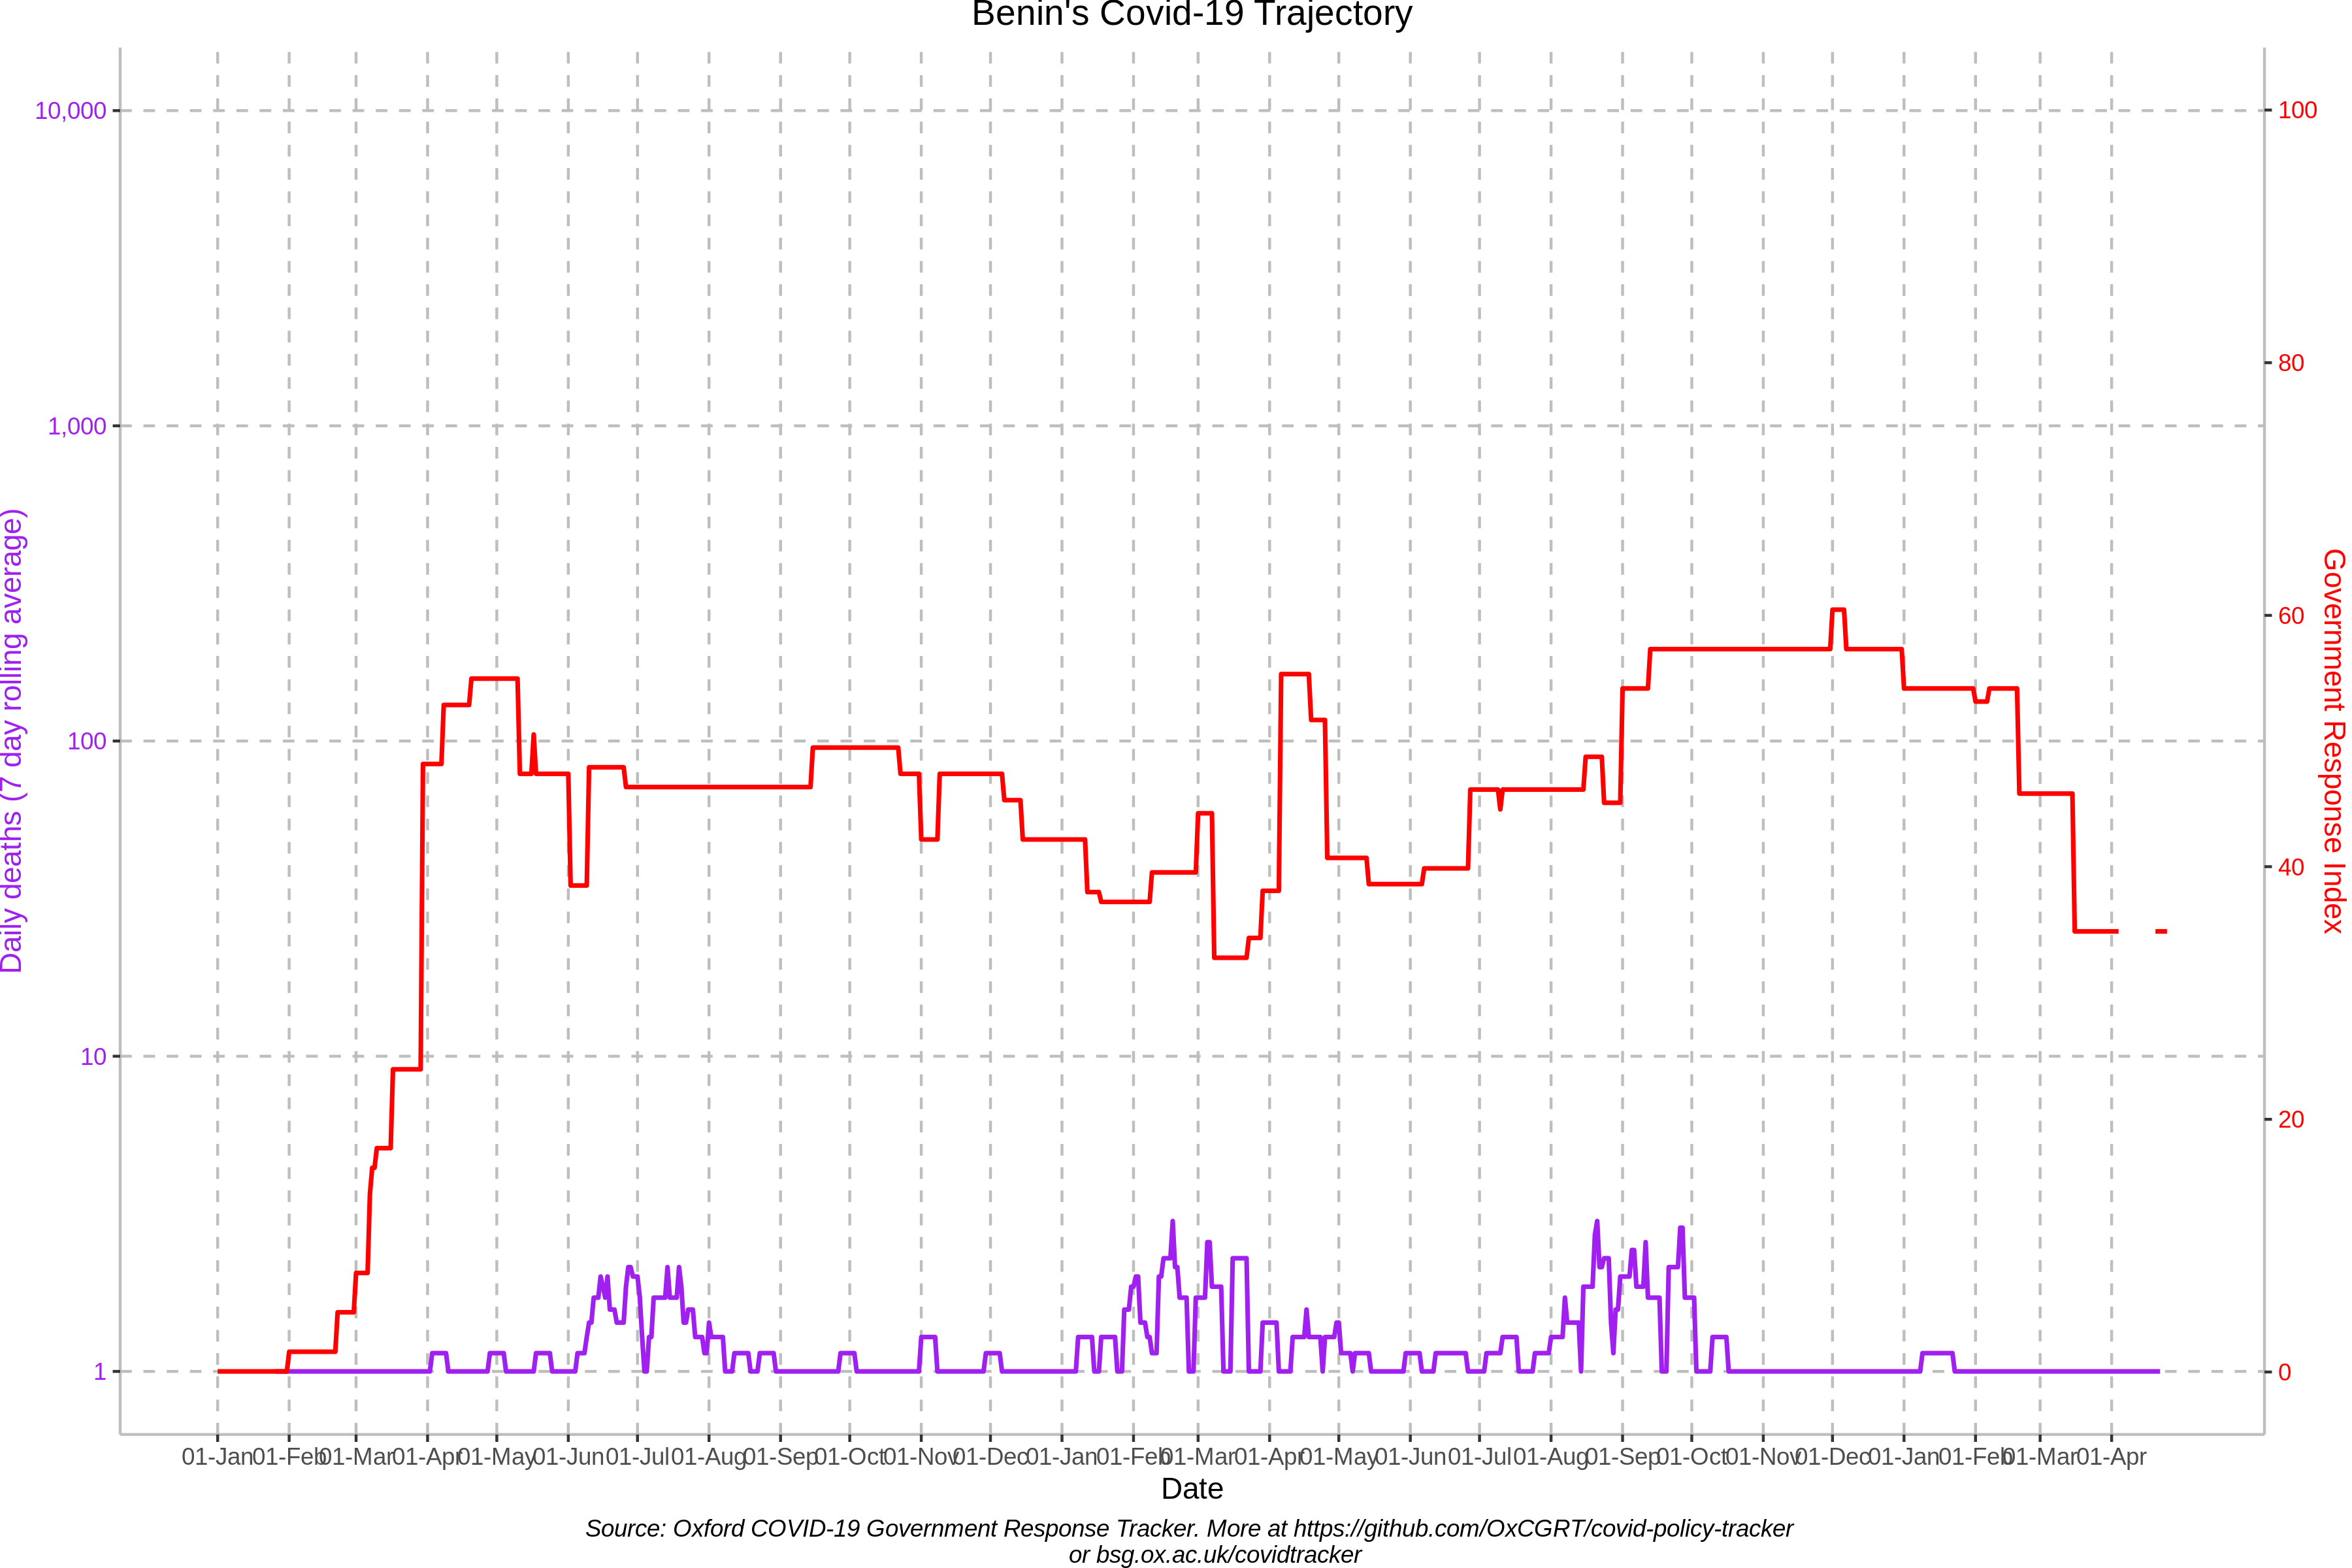 Benin's Covid-19 Trajectory
10,000
1,000
100
10
1
Daily deaths (7 day rolling average)
100
80
60
40
20
0
Government Response Index
01-Jan 01-Feb 01-Mar 01-Apr 01-May 01-Jun 01-Jul 01-Aug 01-Sep 01-Oct 01-Nov 01-Dec 01-Jan 01-Feb 01-Mar 01-Apr 01-May 01-Jun 01-Jul 01-Aug 01-Sep 01-Oct 01-Nov 01-Dec 01-Jan 01-Feb 01-Mar 01-Apr
Date
Source: Oxford COVID-19 Government Response Tracker. More at https://github.com/OxCGRT/covid-policy-tracker
or bsg.ox.ac.uk/covidtracker